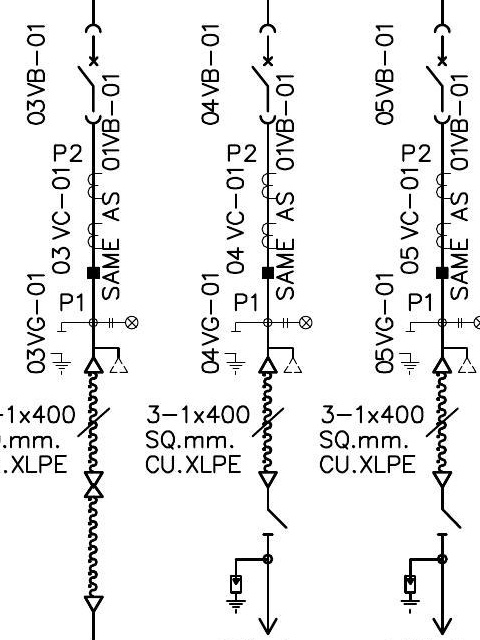 03VB-01
P2
03 VC-01
SAME AS 01VB-01
P1
03VG-01
-1x400
.mm.
.XLPE
04VB-01
P2
04 VC-01
SAME AS 01VB-01
P1
04VG-01
3-1x400
SQ.mm.
CU.XLPE
05VB-01
P2
05 VC-01
SAME AS 01VB-01
P1
05VG-01
3-1x400
SQ.mm.
CU.XLPE